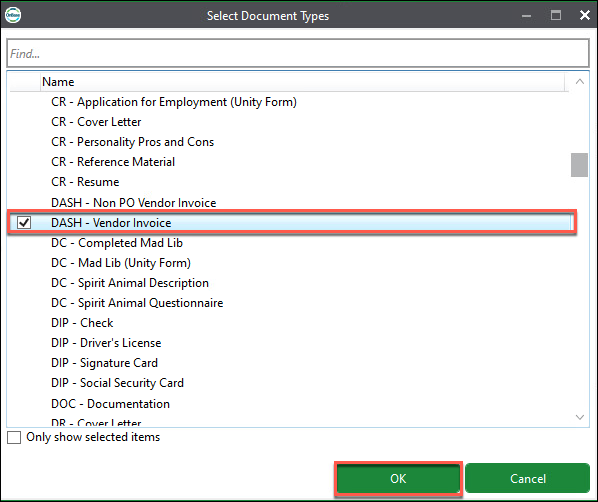 OnBase
Select Document Types
Find...
Name
CR - Application for Employment (Unity Form)
CR - Cover Letter
CR - Personality Pros and Cons
CR - Reference Material
CR - Resume
DASH - Non PO Vendor Invoice
DASH - Vendor Invoice
DC - Completed Mad Lib
DC - Mad Lib (Unity Form)
DC - Spirit Animal Description
DC - Spirit Animal Questionnaire
DIP - Check
DIP - Driver's License
DIP - Signature Card
DIP - Social Security Card
DOC - Documentation
DR - Cover Letter
Only show selected items
OK
Cancel